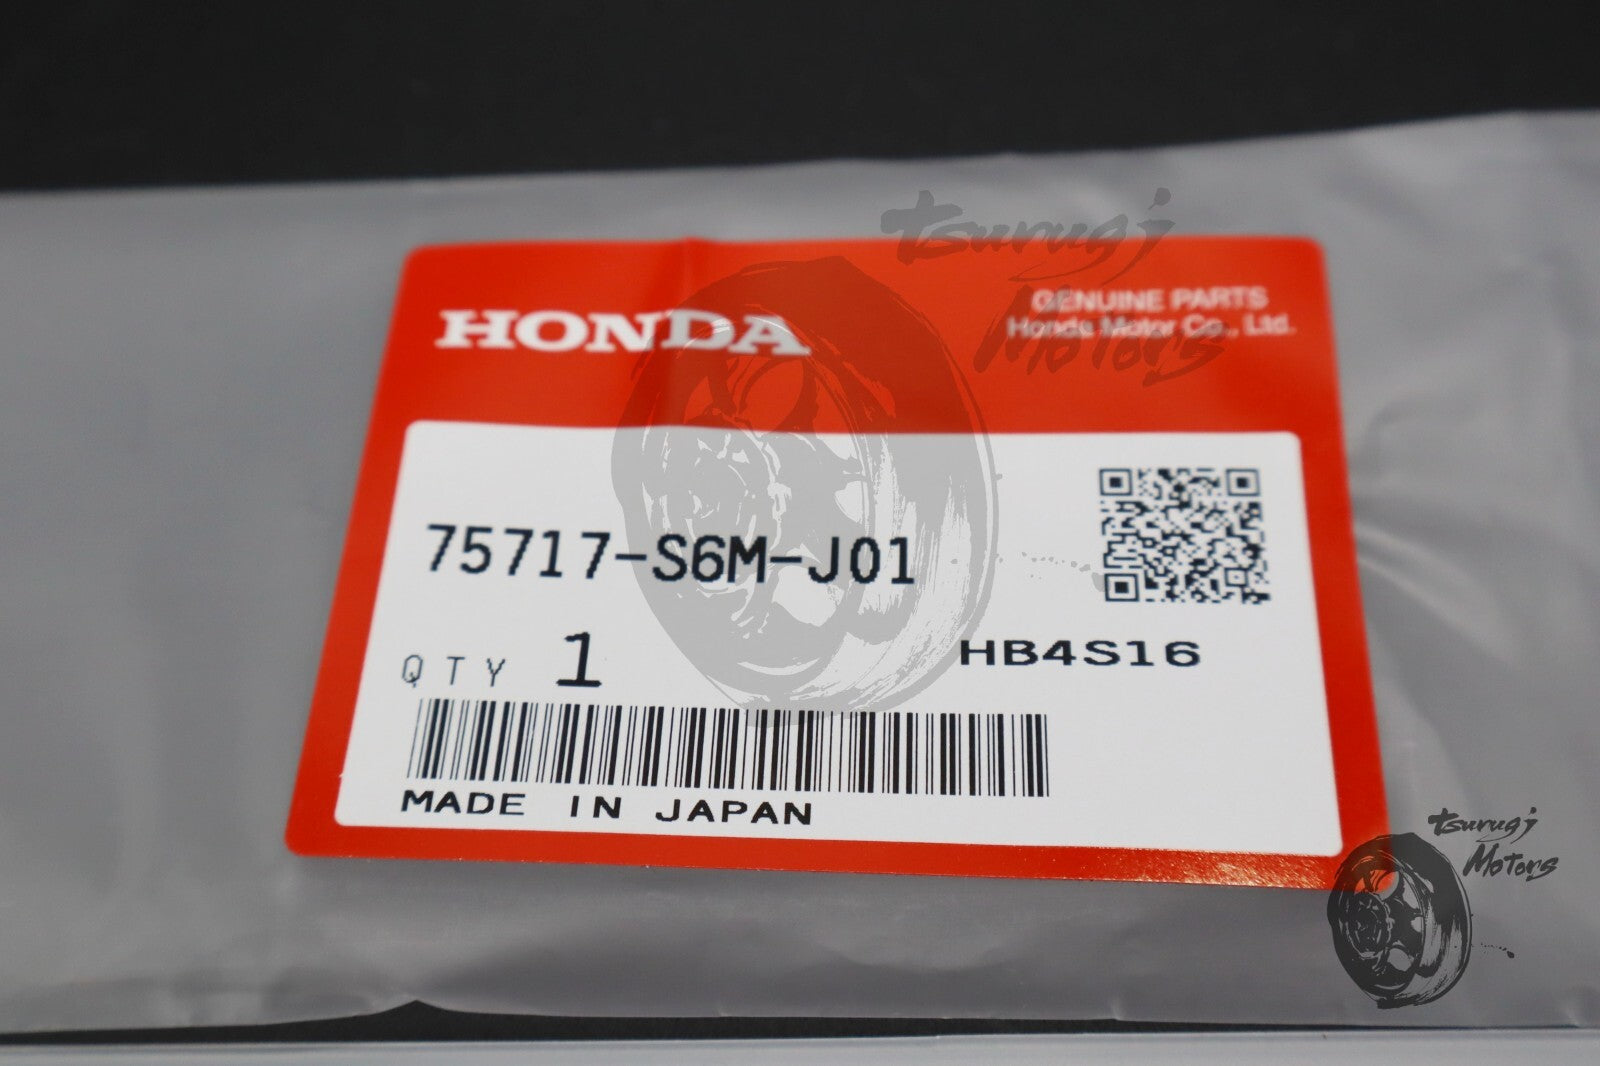 tsurugi
Motors
HONDA
GENUINE PARTS
Honda Motor Co., Ltd.
75717-S6M-J01
QTY 1
HB4S16
MADE IN JAPAN
tsurugi
Motors